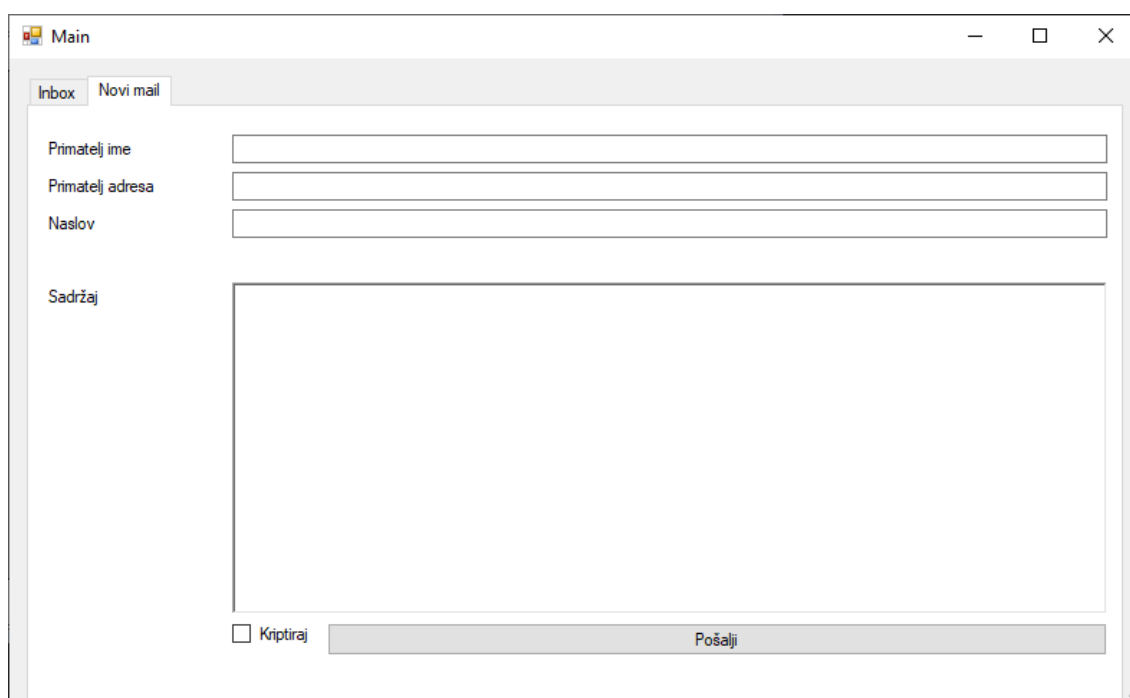 Main
Inbox Novi mail
Primatelj ime
Primatelj adresa
Naslov
Sadržaj
Kriptiraj Pošalji